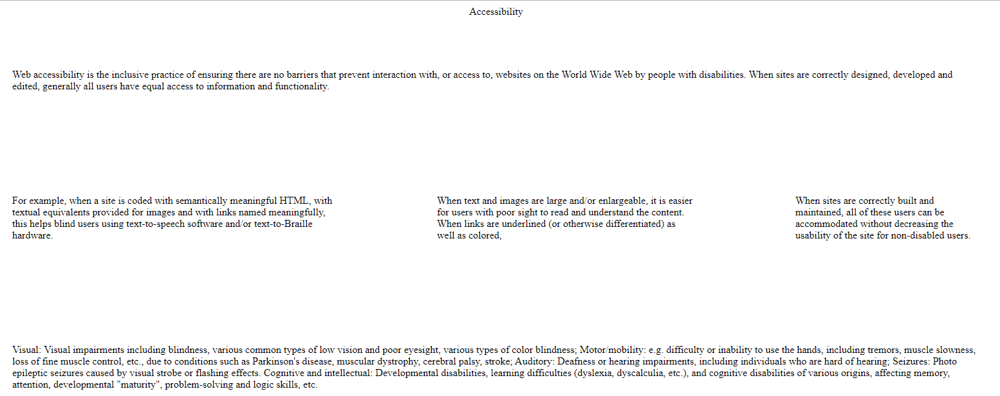 Accessibility
Web accessibility is the inclusive practice of ensuring there are no barriers that prevent interaction with, or access to, websites on the World Wide Web by people with disabilities. When sites are correctly designed, developed and
edited, generally all users have equal access to information and functionality.
For example, when a site is coded with semantically meaningful HTML, with
textual equivalents provided for images and with links named meaningfully,
this helps blind users using text-to-speech software and/or text-to-Braille
hardware.
When text and images are large and/or enlargeable, it is easier
for users with poor sight to read and understand the content.
When links are underlined (or otherwise differentiated) as
well as colored,
When sites are correctly built and
maintained, all of these users can be
accommodated without decreasing the
usability of the site for non-disabled users.
Visual: Visual impairments including blindness, various common types of low vision and poor eyesight, various types of color blindness; Motor/mobility: e.g. difficulty or inability to use the hands, including tremors, muscle slowness,
loss of fine muscle control, etc., due to conditions such as Parkinson's disease, muscular dystrophy, cerebral palsy, stroke; Auditory: Deafness or hearing impairments, including individuals who are hard of hearing; Seizures: Photo
epileptic seizures caused by visual strobe or flashing effects. Cognitive and intellectual: Developmental disabilities, learning difficulties (dyslexia, dyscalculia, etc.), and cognitive disabilities of various origins, affecting memory,
attention, developmental "maturity", problem-solving and logic skills, etc.